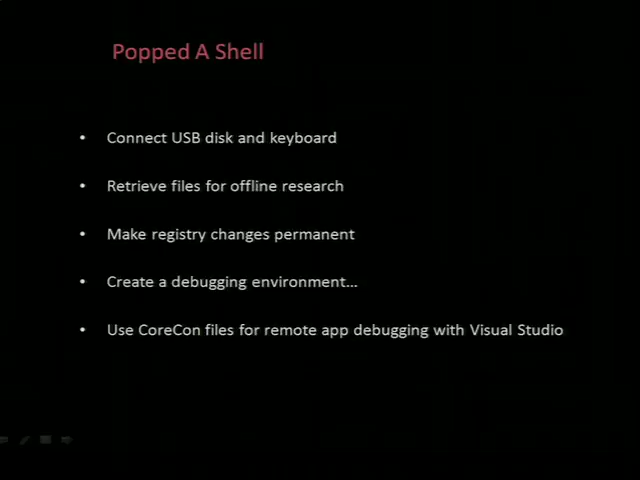 Popped A Shell
• Connect USB disk and keyboard
• Retrieve files for offline research
• Make registry changes permanent
• Create a debugging environment…
• Use CoreCon files for remote app debugging with Visual Studio